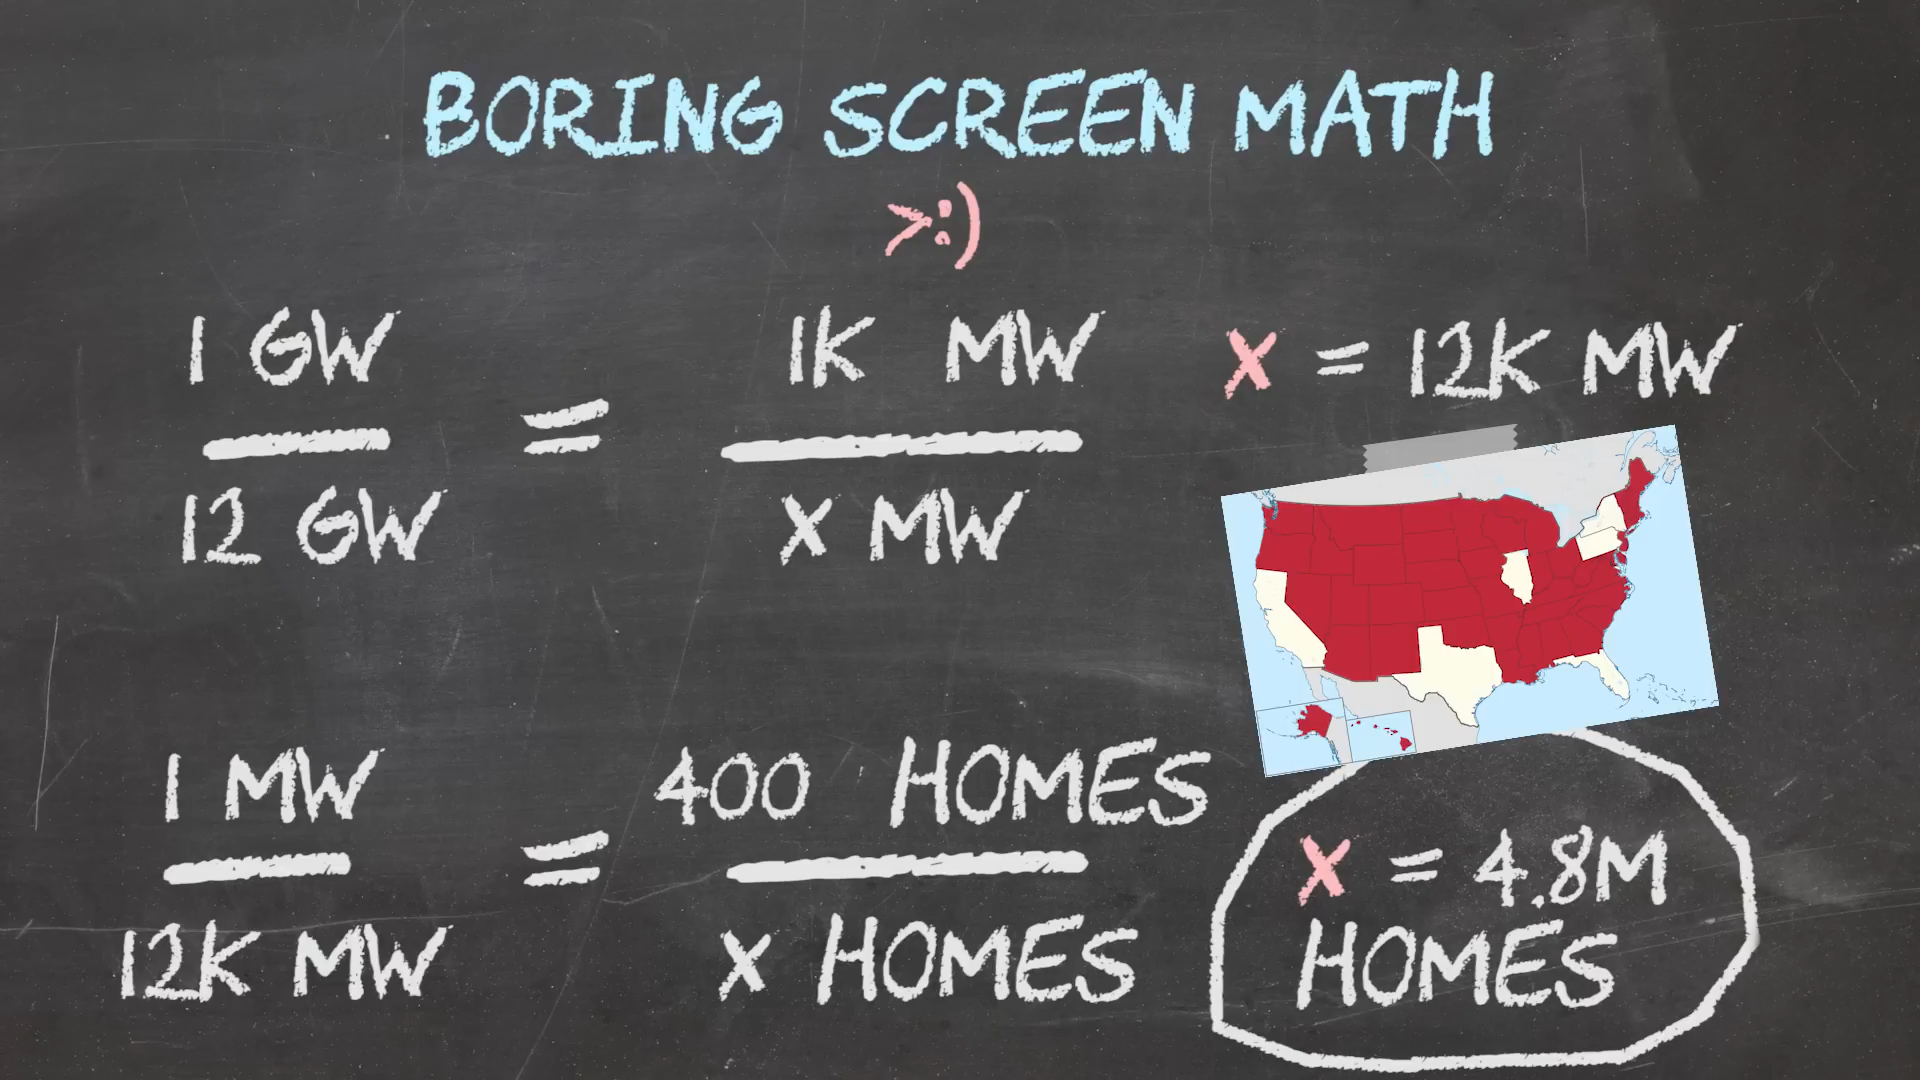 BORING SCREEN MATH
>:)
1 GW = 1K MW
12 GW X MW
X = 12K MW
1 MW = 400 HOMES
12K MW X HOMES
X = 4.8M
HOMES